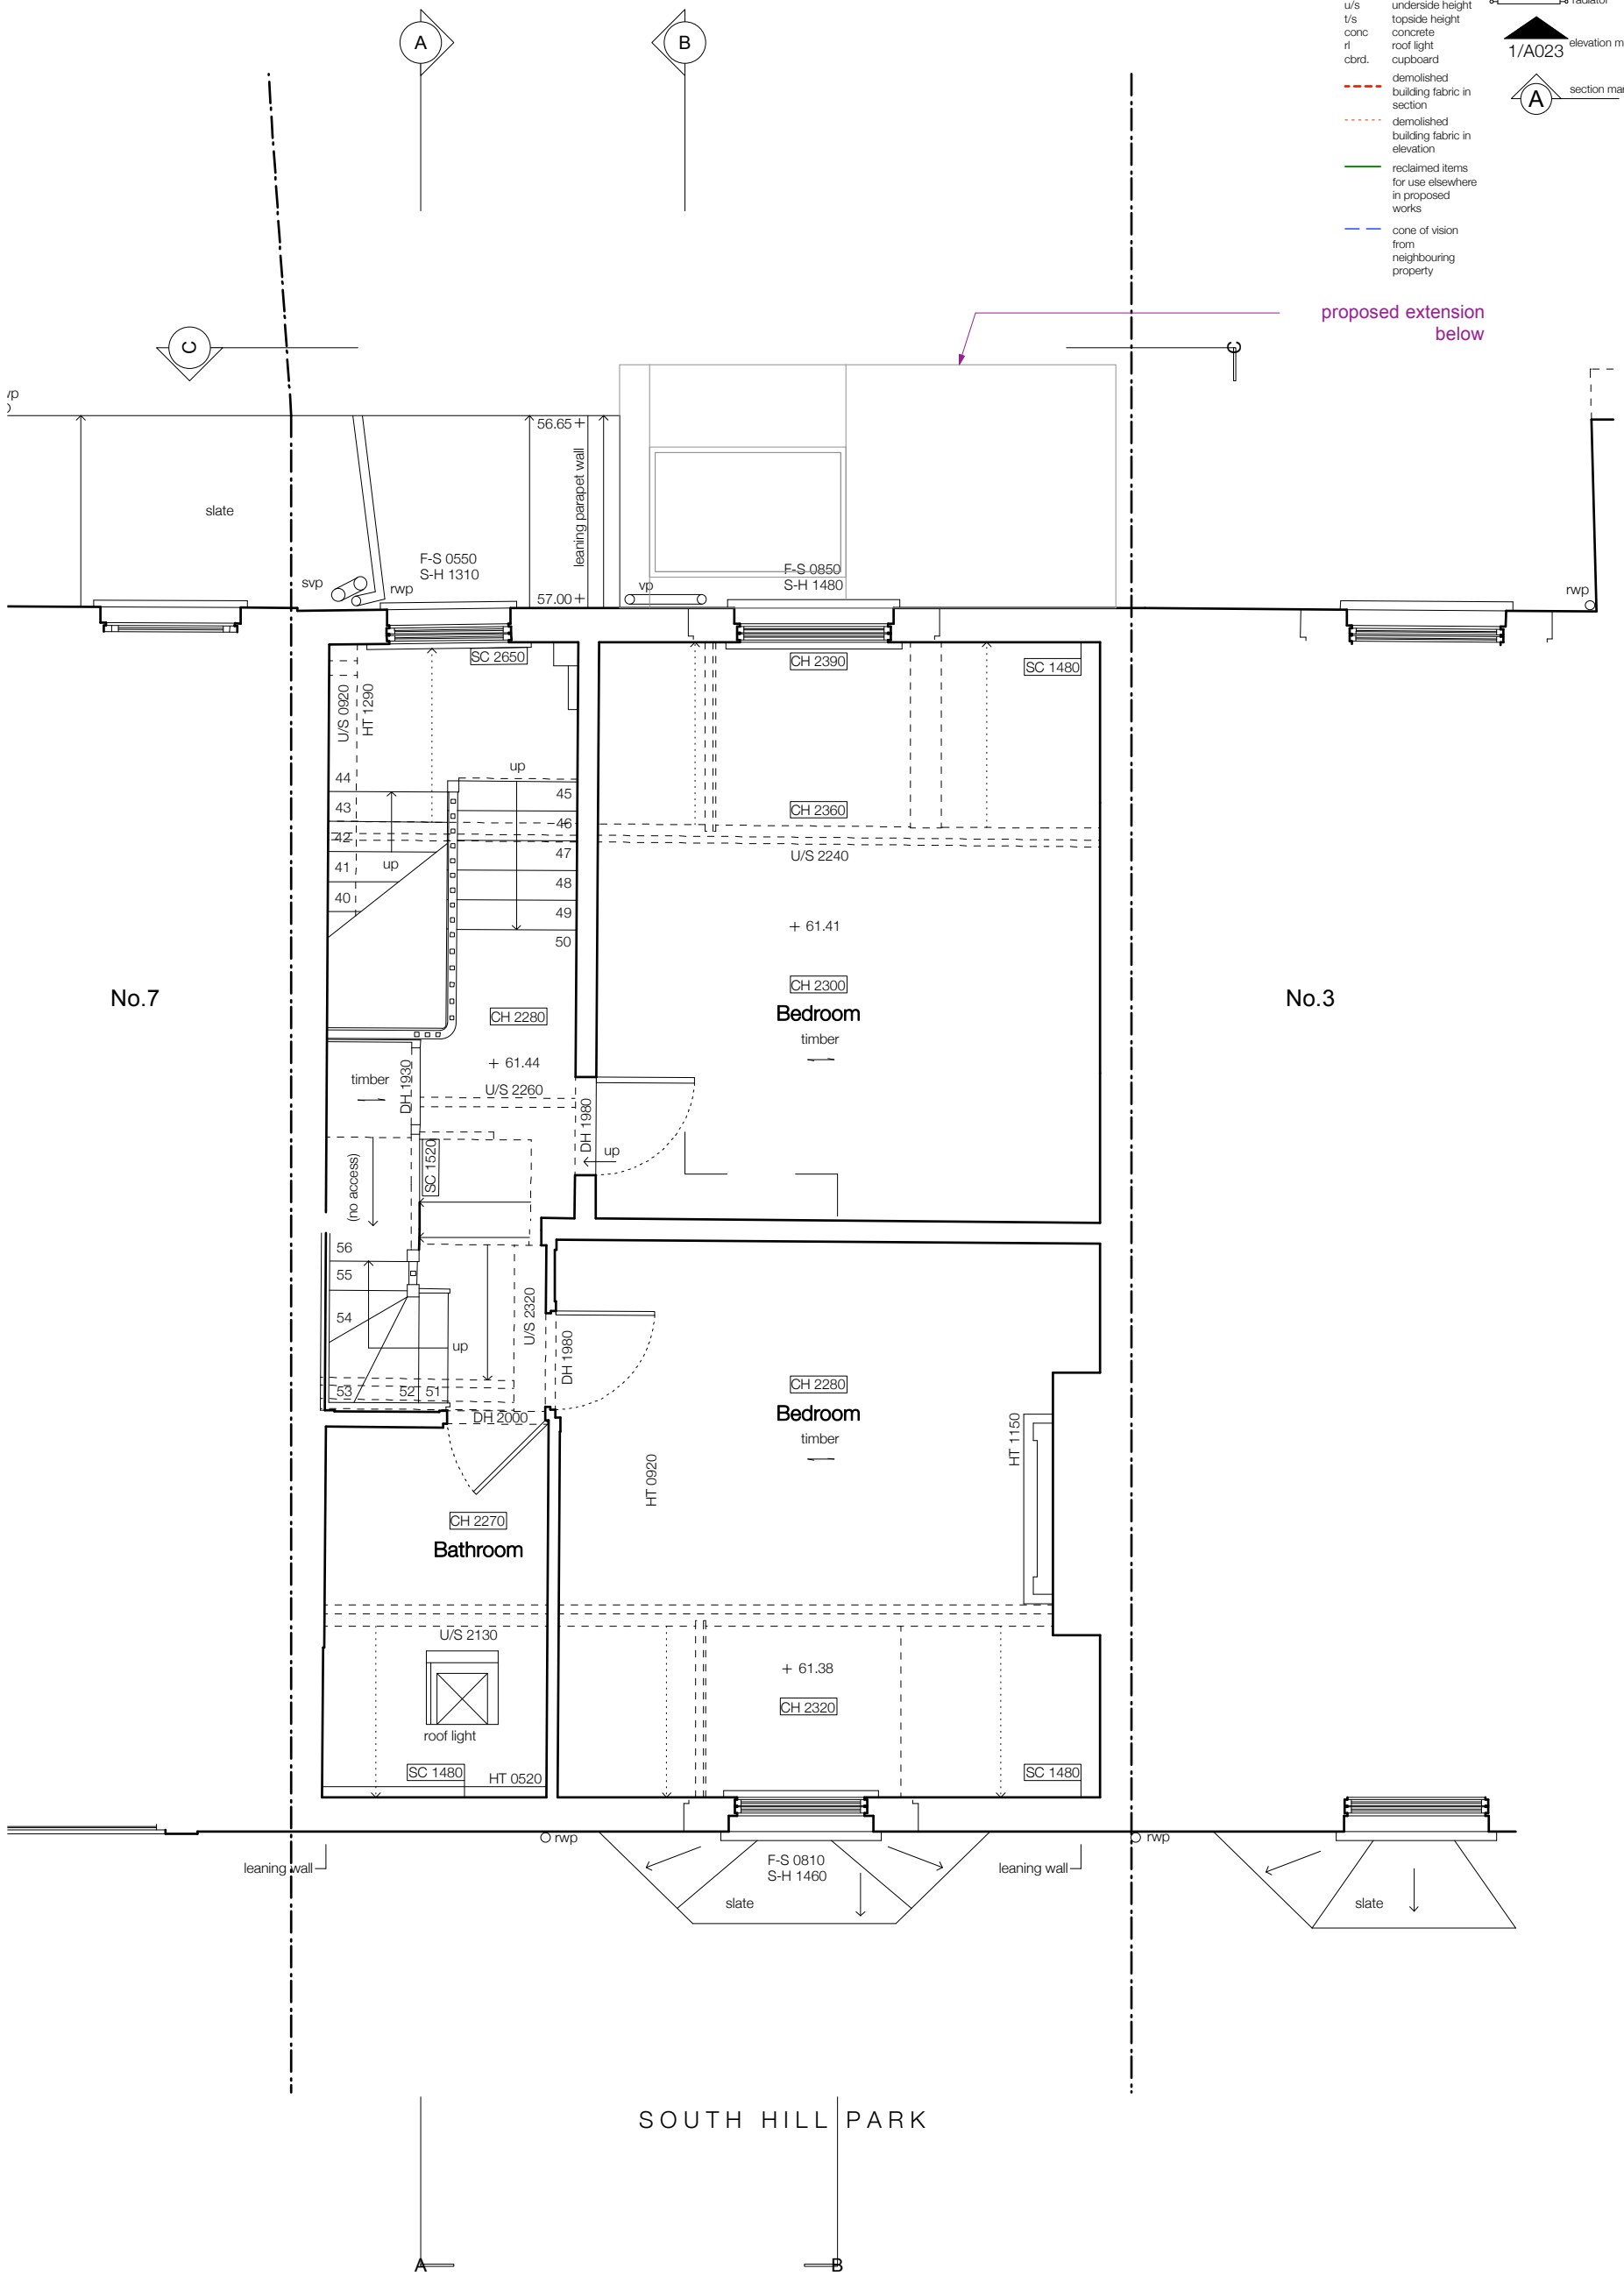 u/s underside height
t/s topside height
conc concrete
rl roof light
cbrd. cupboard
radiator
1/A023
elevation m
A
section mar
demolished
building fabric in
section
demolished
building fabric in
elevation
reclaimed items
for use elsewhere
in proposed
works
cone of vision
from
neighbouring
property
A
B
proposed extension
below
C
C
56.65 +
leaning parapet wall
slate
F-S 0550
S-H 1310
F-S 0850
S-H 1480
svp
rwp
vp
57.00 +
rwp
SC 2650
CH 2390
SC 1480
U/S 0920
HT 1290
up
44
45
43
CH 2360
46
42
47
U/S 2240
41
up
48
40
49
+ 61.41
50
CH 2300
No.7
No.3
CH 2280
Bedroom
timber
+ 61.44
timber
DH 1930
U/S 2260
DH 1980
up
SC 1520
(no access)
56
55
54
U/S 2320
up
DH 1980
53
52
51
DH 2000
CH 2280
Bedroom
timber
HT 1150
HT 0920
CH 2270
Bathroom
U/S 2130
+ 61.38
CH 2320
roof light
SC 1480
HT 0520
SC 1480
rwp
rwp
leaning wall
F-S 0810
S-H 1460
leaning wall
slate
slate
SOUTH HILL PARK
A
B